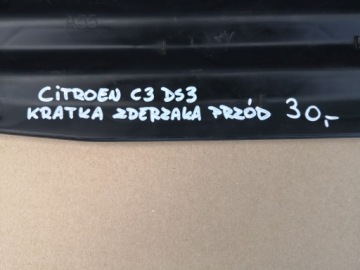 CiTROEN C3 DS3
KRATKA ZDERZAKA PRZÓD 30,-